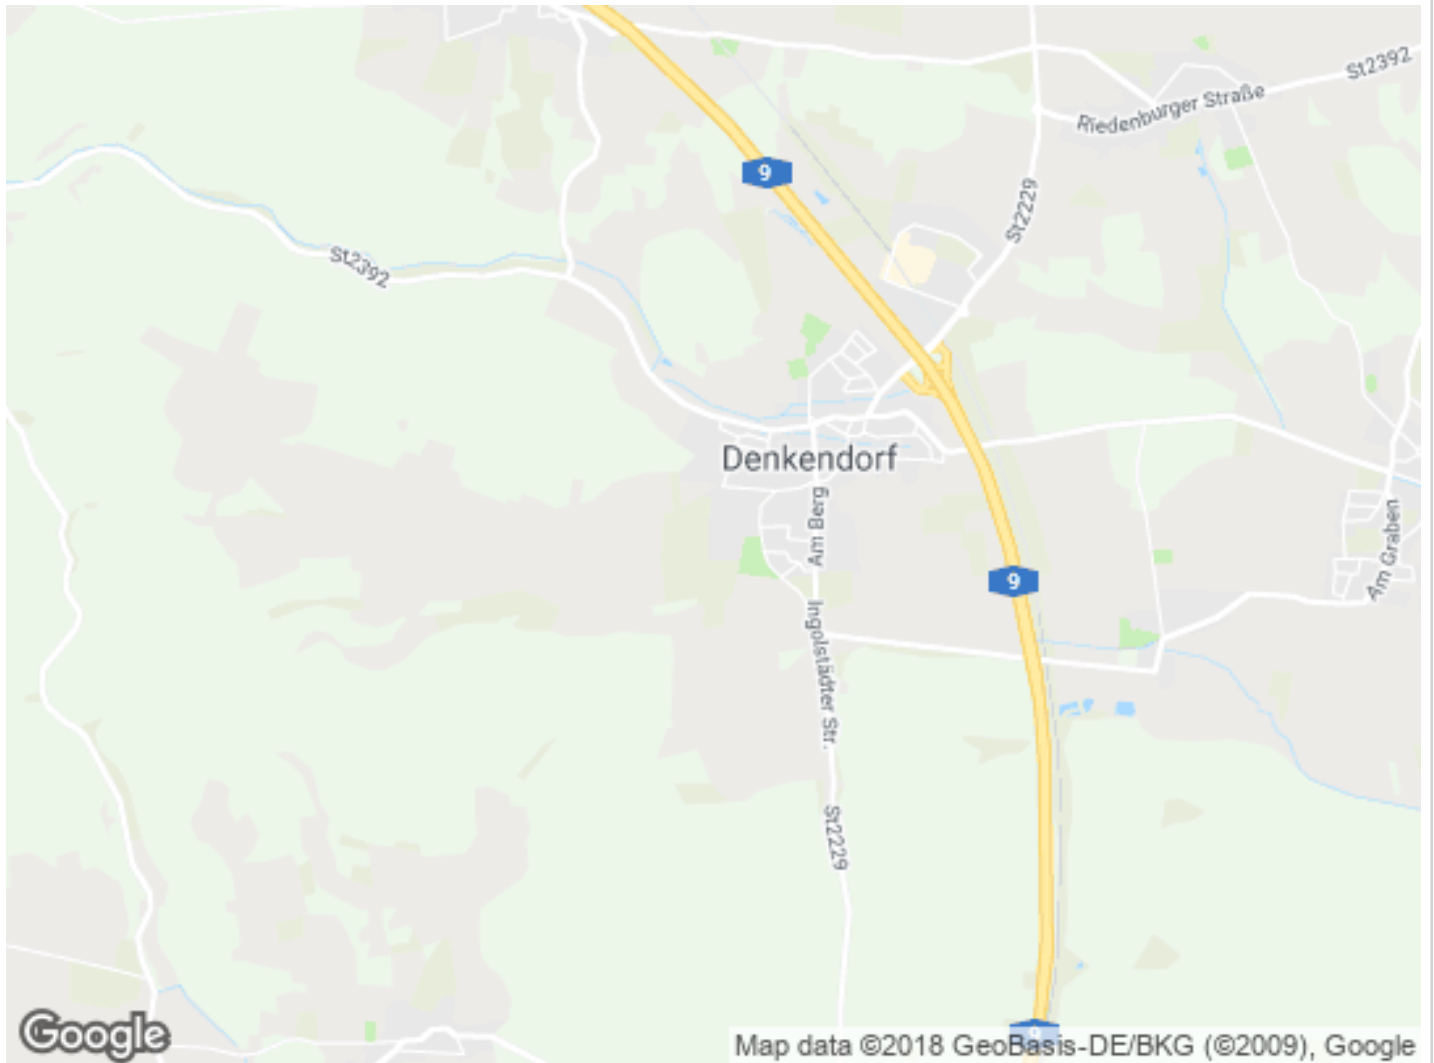 St2392
Riedenburger Straße
9
St2229
St2392
Denkendorf
Am Berg
Am Graben
9
Ingolstädter Str.
St2229
9
Google
Map data ©2018 GeoBasis-DE/BKG (©2009), Google